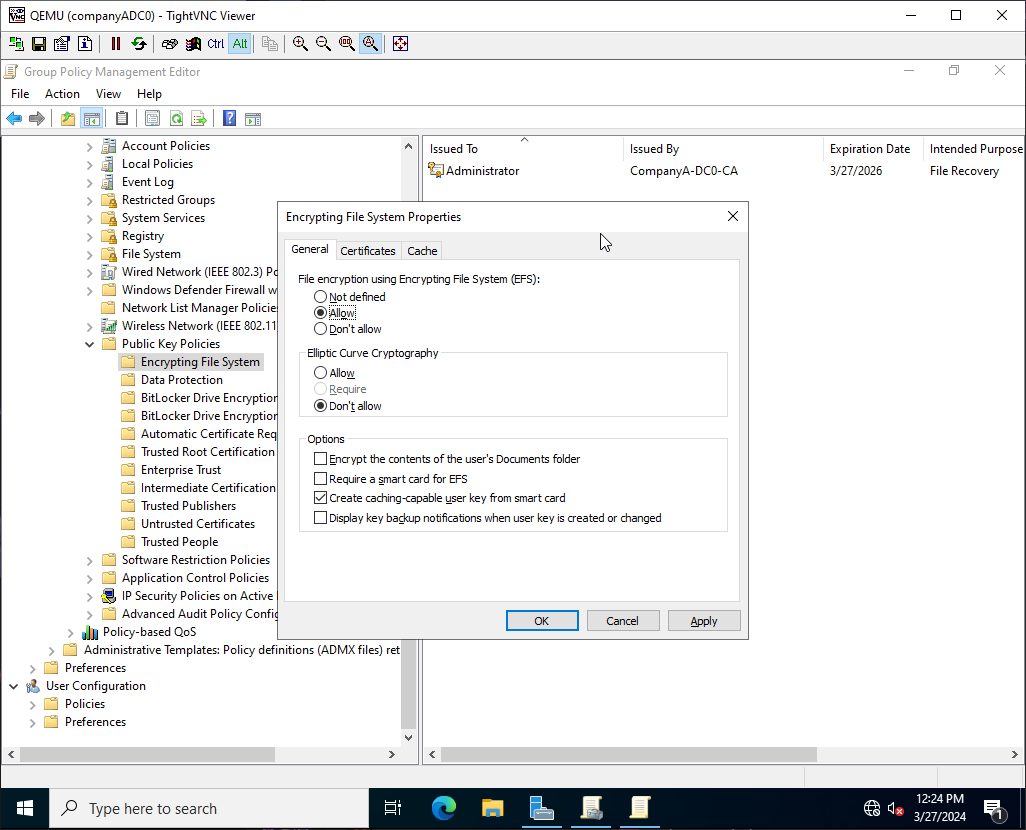 QEMU (companyADC0) - TightVNC Viewer
Ctrl Alt
Group Policy Management Editor
File Action View Help
Account Policies
Local Policies
Event Log
Restricted Groups
System Services
Registry
File System
Wired Network (IEEE 802.3) Po
Windows Defender Firewall w
Network List Manager Policie
Wireless Network (IEEE 802.11
Public Key Policies
Encrypting File System
Data Protection
BitLocker Drive Encryption
BitLocker Drive Encryption
Automatic Certificate Req
Trusted Root Certification
Enterprise Trust
Intermediate Certification
Trusted Publishers
Untrusted Certificates
Trusted People
Software Restriction Policies
Application Control Policies
IP Security Policies on Active
Advanced Audit Policy Config
Policy-based QoS
Administrative Templates: Policy definitions (ADMX files) ret
Preferences
User Configuration
Policies
Preferences
Issued To Issued By Expiration Date Intended Purpose
Administrator CompanyA-DC0-CA 3/27/2026 File Recovery
Encrypting File System Properties
General Certificates Cache
File encryption using Encrypting File System (EFS):
Not defined
Allow
Don't allow
Elliptic Curve Cryptography
Allow
Require
Don't allow
Options
Encrypt the contents of the user's Documents folder
Require a smart card for EFS
Create caching-capable user key from smart card
Display key backup notifications when user key is created or changed
OK Cancel Apply
Type here to search
12:24 PM
3/27/2024
1